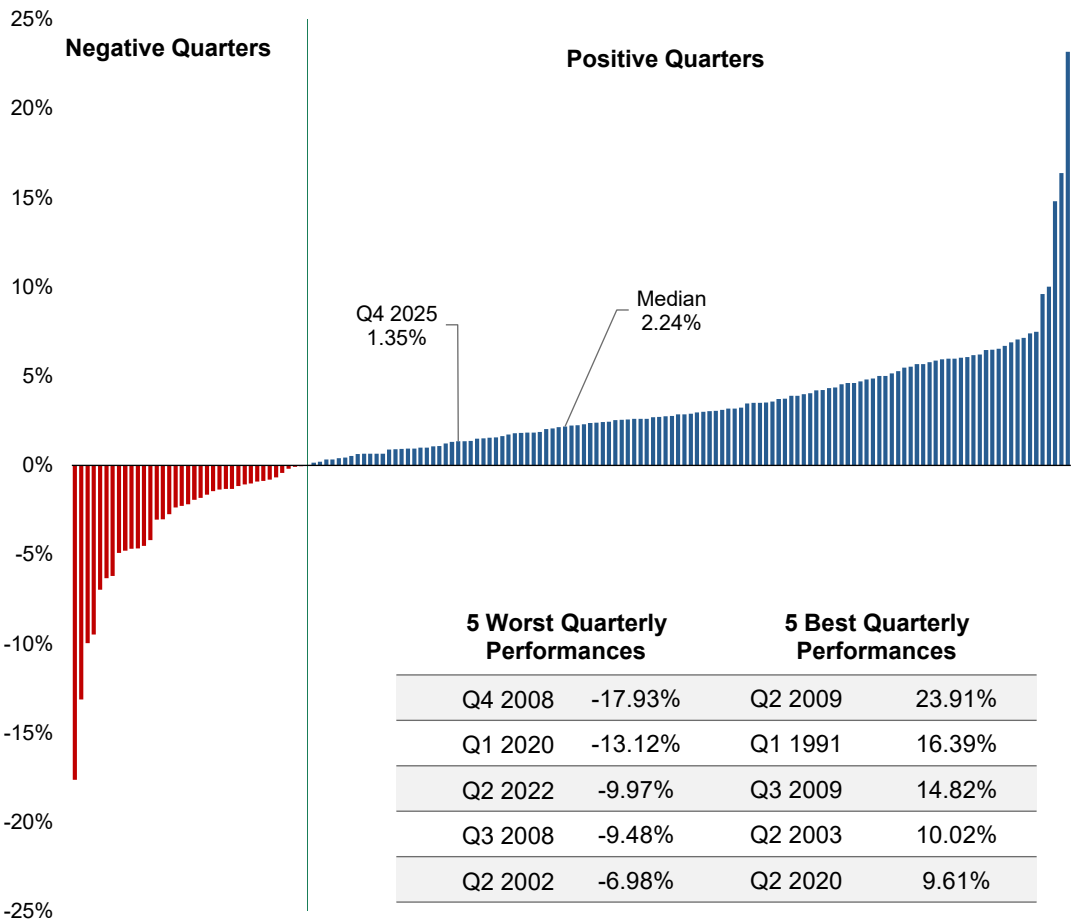 25%
Negative Quarters
Positive Quarters
20%
15%
10%
Q4 2025
1.35%
Median
2.24%
5%
0%
-5%
-10%
-15%
-20%
-25%
5 Worst Quarterly
Performances
5 Best Quarterly
Performances
Q4 2008 -17.93% Q2 2009 23.91%
Q1 2020 -13.12% Q1 1991 16.39%
Q2 2022 -9.97% Q3 2009 14.82%
Q3 2008 -9.48% Q2 2003 10.02%
Q2 2002 -6.98% Q2 2020 9.61%